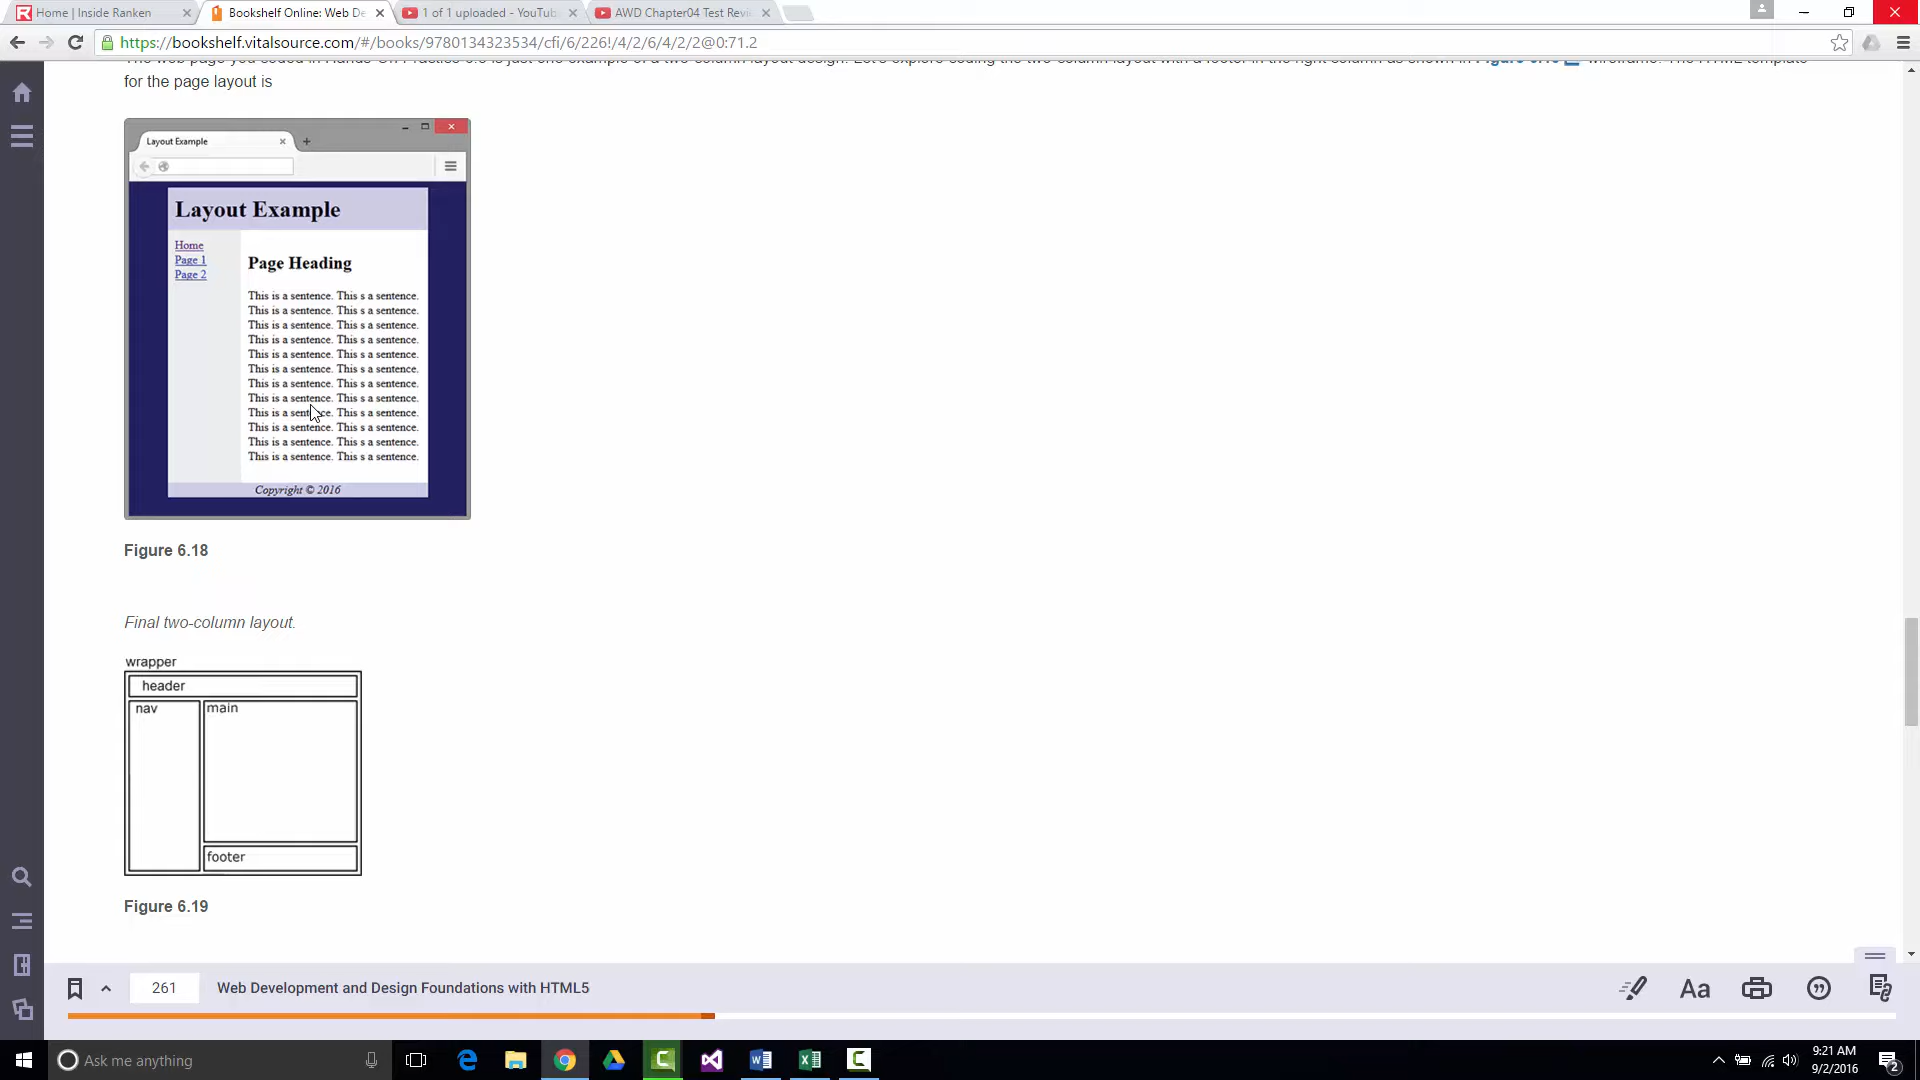 Home | Inside Ranken
Bookshelf Online: Web De
1 of 1 uploaded - YouTub
AWD Chapter04 Test Revi
https://bookshelf.vitalsource.com/#/books/9780134323534/cfi/6/226!/4/2/6/4/2/2@0:71.2
for the page layout is
Layout Example
Layout Example
Home
Page 1
Page 2
Page Heading
This is a sentence. This s a sentence.
This is a sentence. This s a sentence.
This is a sentence. This s a sentence.
This is a sentence. This s a sentence.
This is a sentence. This s a sentence.
This is a sentence. This s a sentence.
This is a sentence. This s a sentence.
This is a sentence. This s a sentence.
This is a sentence. This s a sentence.
This is a sentence. This s a sentence.
This is a sentence. This s a sentence.
This is a sentence. This s a sentence.
Copyright © 2016
Figure 6.18
Final two-column layout.
wrapper
header
nav
main
footer
Figure 6.19
261
Web Development and Design Foundations with HTML5
Aa
Ask me anything
9:21 AM
9/2/2016
2